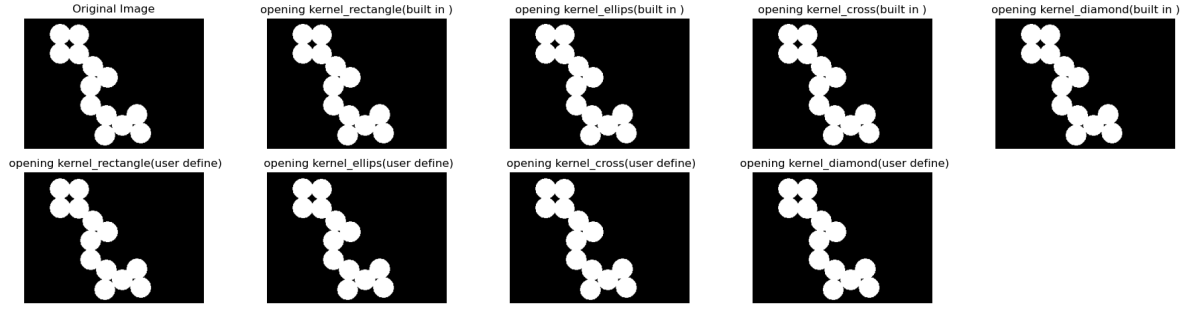 Original Image
opening kernel_rectangle(built in )
opening kernel_ellips(built in )
opening kernel_cross(built in )
opening kernel_diamond(built in )
opening kernel_rectangle(user define)
opening kernel_ellips(user define)
opening kernel_cross(user define)
opening kernel_diamond(user define)